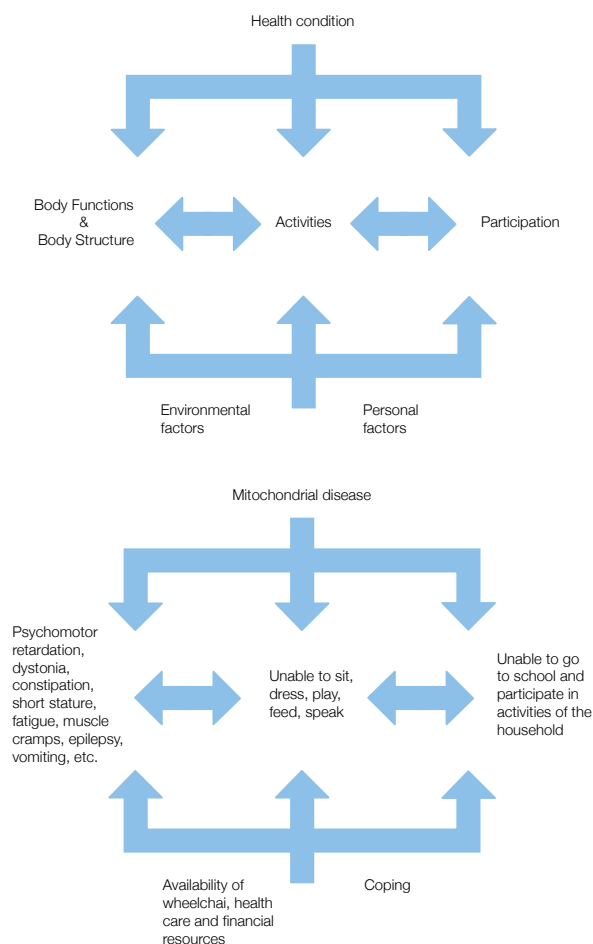 Health condition
Body Functions
&
Body Structure
Activities
Participation
Environmental
factors
Personal
factors
Mitochondrial disease
Psychomotor
retardation,
dystonia,
constipation,
short stature,
fatigue, muscle
cramps, epilepsy,
vomiting, etc.
Unable to sit,
dress, play,
feed, speak
Unable to go
to school and
participate in
activities of the
household
Availability of
wheelchai, health
care and financial
resources
Coping